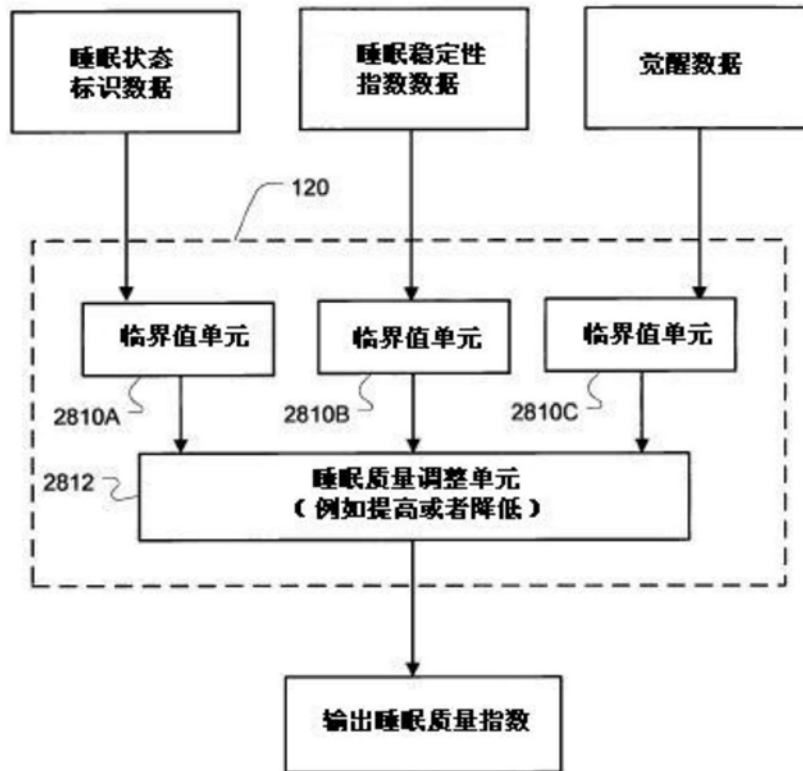 睡眠状态
标识数据
睡眠稳定性
指数数据
觉醒数据
120
临界值单元
临界值单元
临界值单元
2810A
2810B
2810C
2812
睡眠质量调整单元
（例如提高或者降低）
输出睡眠质量指数